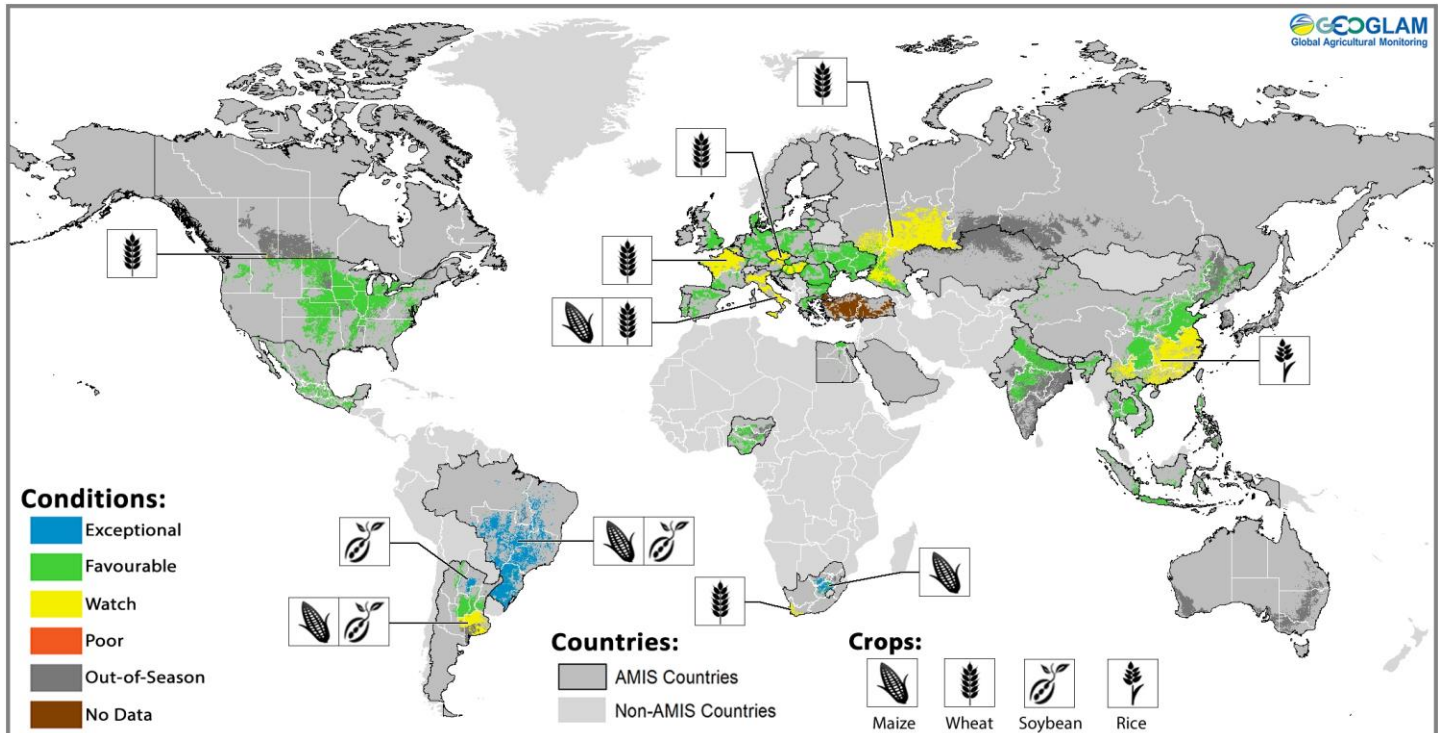 GEOGLAM
Global Agricultural Monitoring
Conditions:
Exceptional
Favourable
Watch
Poor
Out-of-Season
No Data
Countries:
AMIS Countries
Non-AMIS Countries
Crops:
Maize
Wheat
Soybean
Rice